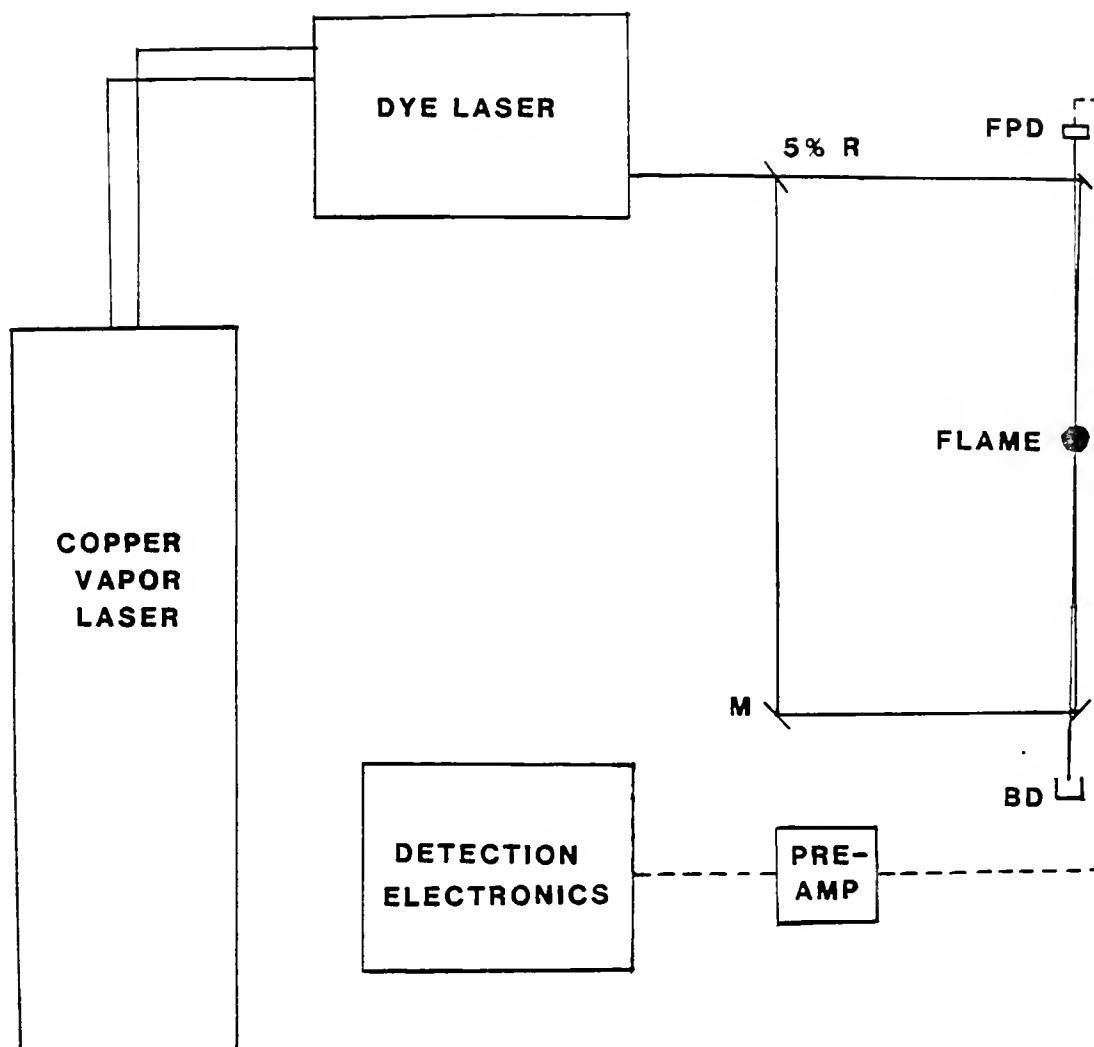 DYE LASER
FPD
5% R
FLAME
COPPER
VAPOR
LASER
M
BD
DETECTION
ELECTRONICS
PRE-
AMP